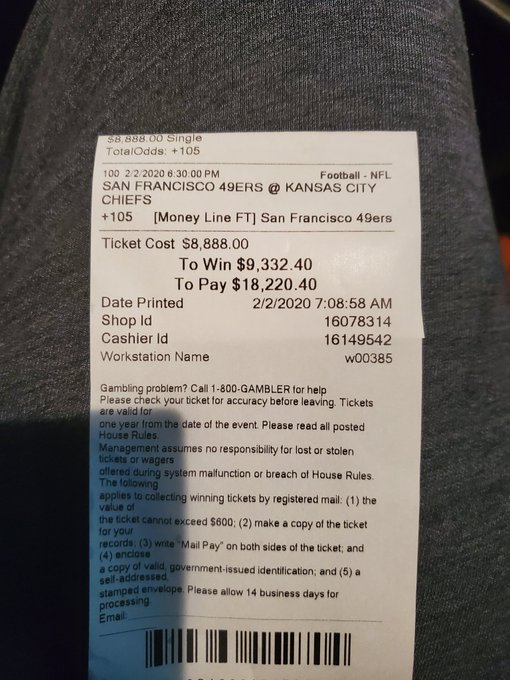 $8,888.00 Single
TotalOdds: +105
100 2/2/2020 6:30:00 PM Football - NFL
SAN FRANCISCO 49ERS @ KANSAS CITY
CHIEFS
+105 [Money Line FT] San Francisco 49ers
Ticket Cost $8,888.00
To Win $9,332.40
To Pay $18,220.40
Date Printed 2/2/2020 7:08:58 AM
Shop Id 16078314
Cashier Id 16149542
Workstation Name w00385
Gambling problem? Call 1-800-GAMBLER for help
Please check your ticket for accuracy before leaving. Tickets
are valid for
one year from the date of the event. Please read all posted
House Rules.
Management assumes no responsibility for lost or stolen
tickets or wagers
offered during system malfunction or breach of House Rules.
The following
applies to collecting winning tickets by registered mail: (1) the
value of
the ticket cannot exceed $600; (2) make a copy of the ticket
for your
records; (3) write "Mail Pay" on both sides of the ticket; and
(4) enclose
a copy of valid, government-issued identification; and (5) a
self-addressed,
stamped envelope. Please allow 14 business days for
processing.
Email: